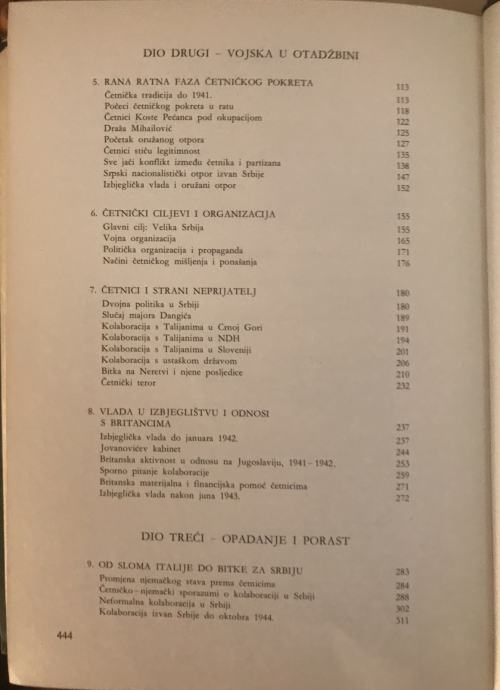 DIO DRUGI – VOJSKA U OTADŽBINI
5. RANA RATNA FAZA ČETNIČKOG POKRETA 113
Četnička tradicija do 1941. 113
Počeci četničkog pokreta u ratu 118
Četnici Koste Pećanca pod okupacijom 122
Draža Mihailović 125
Početak oružanog otpora 127
Četnici stiču legitimnost 135
Sve jači konflikt između četnika i partizana 138
Srpski nacionalistički otpor izvan Srbije 147
Izbjeglička vlada i oružani otpor 152
6. ČETNIČKI CILJEVI I ORGANIZACIJA 155
Glavni cilj: Velika Srbija 155
Vojna organizacija 165
Politička organizacija i propaganda 171
Načini četničkog mišljenja i ponašanja 176
7. ČETNICI I STRANI NEPRIJATELJ 180
Dvojna politika u Srbiji 180
Slučaj majora Dangića 189
Kolaboracija s Talijanima u Crnoj Gori 191
Kolaboracija s Talijanima u NDH 194
Kolaboracija s Talijanima u Sloveniji 201
Kolaboracija s ustaškom državom 206
Bitka na Neretvi i njene posljedice 210
Četnički teror 232
8. VLADA U IZBJEGLIŠTVU I ODNOSI
S BRITANCIMA 237
Izbjeglička vlada do januara 1942. 237
Jovanovićev kabinet 244
Britanska aktivnost u odnosu na Jugoslaviju, 1941–1942. 253
Sporno pitanje kolaboracije 259
Britanska materijalna i financijska pomoć četnicima 271
Izbjeglička vlada nakon juna 1943. 272
DIO TREĆI – OPADANJE I PORAST
9. OD SLOMA ITALIJE DO BITKE ZA SRBIJU 283
Promjena njemačkog stava prema četnicima 284
Četničko–njemački sporazumi o kolaboraciji u Srbiji 288
Neformalna kolaboracija u Srbiji 302
Kolaboracija izvan Srbije do oktobra 1944. 311
444